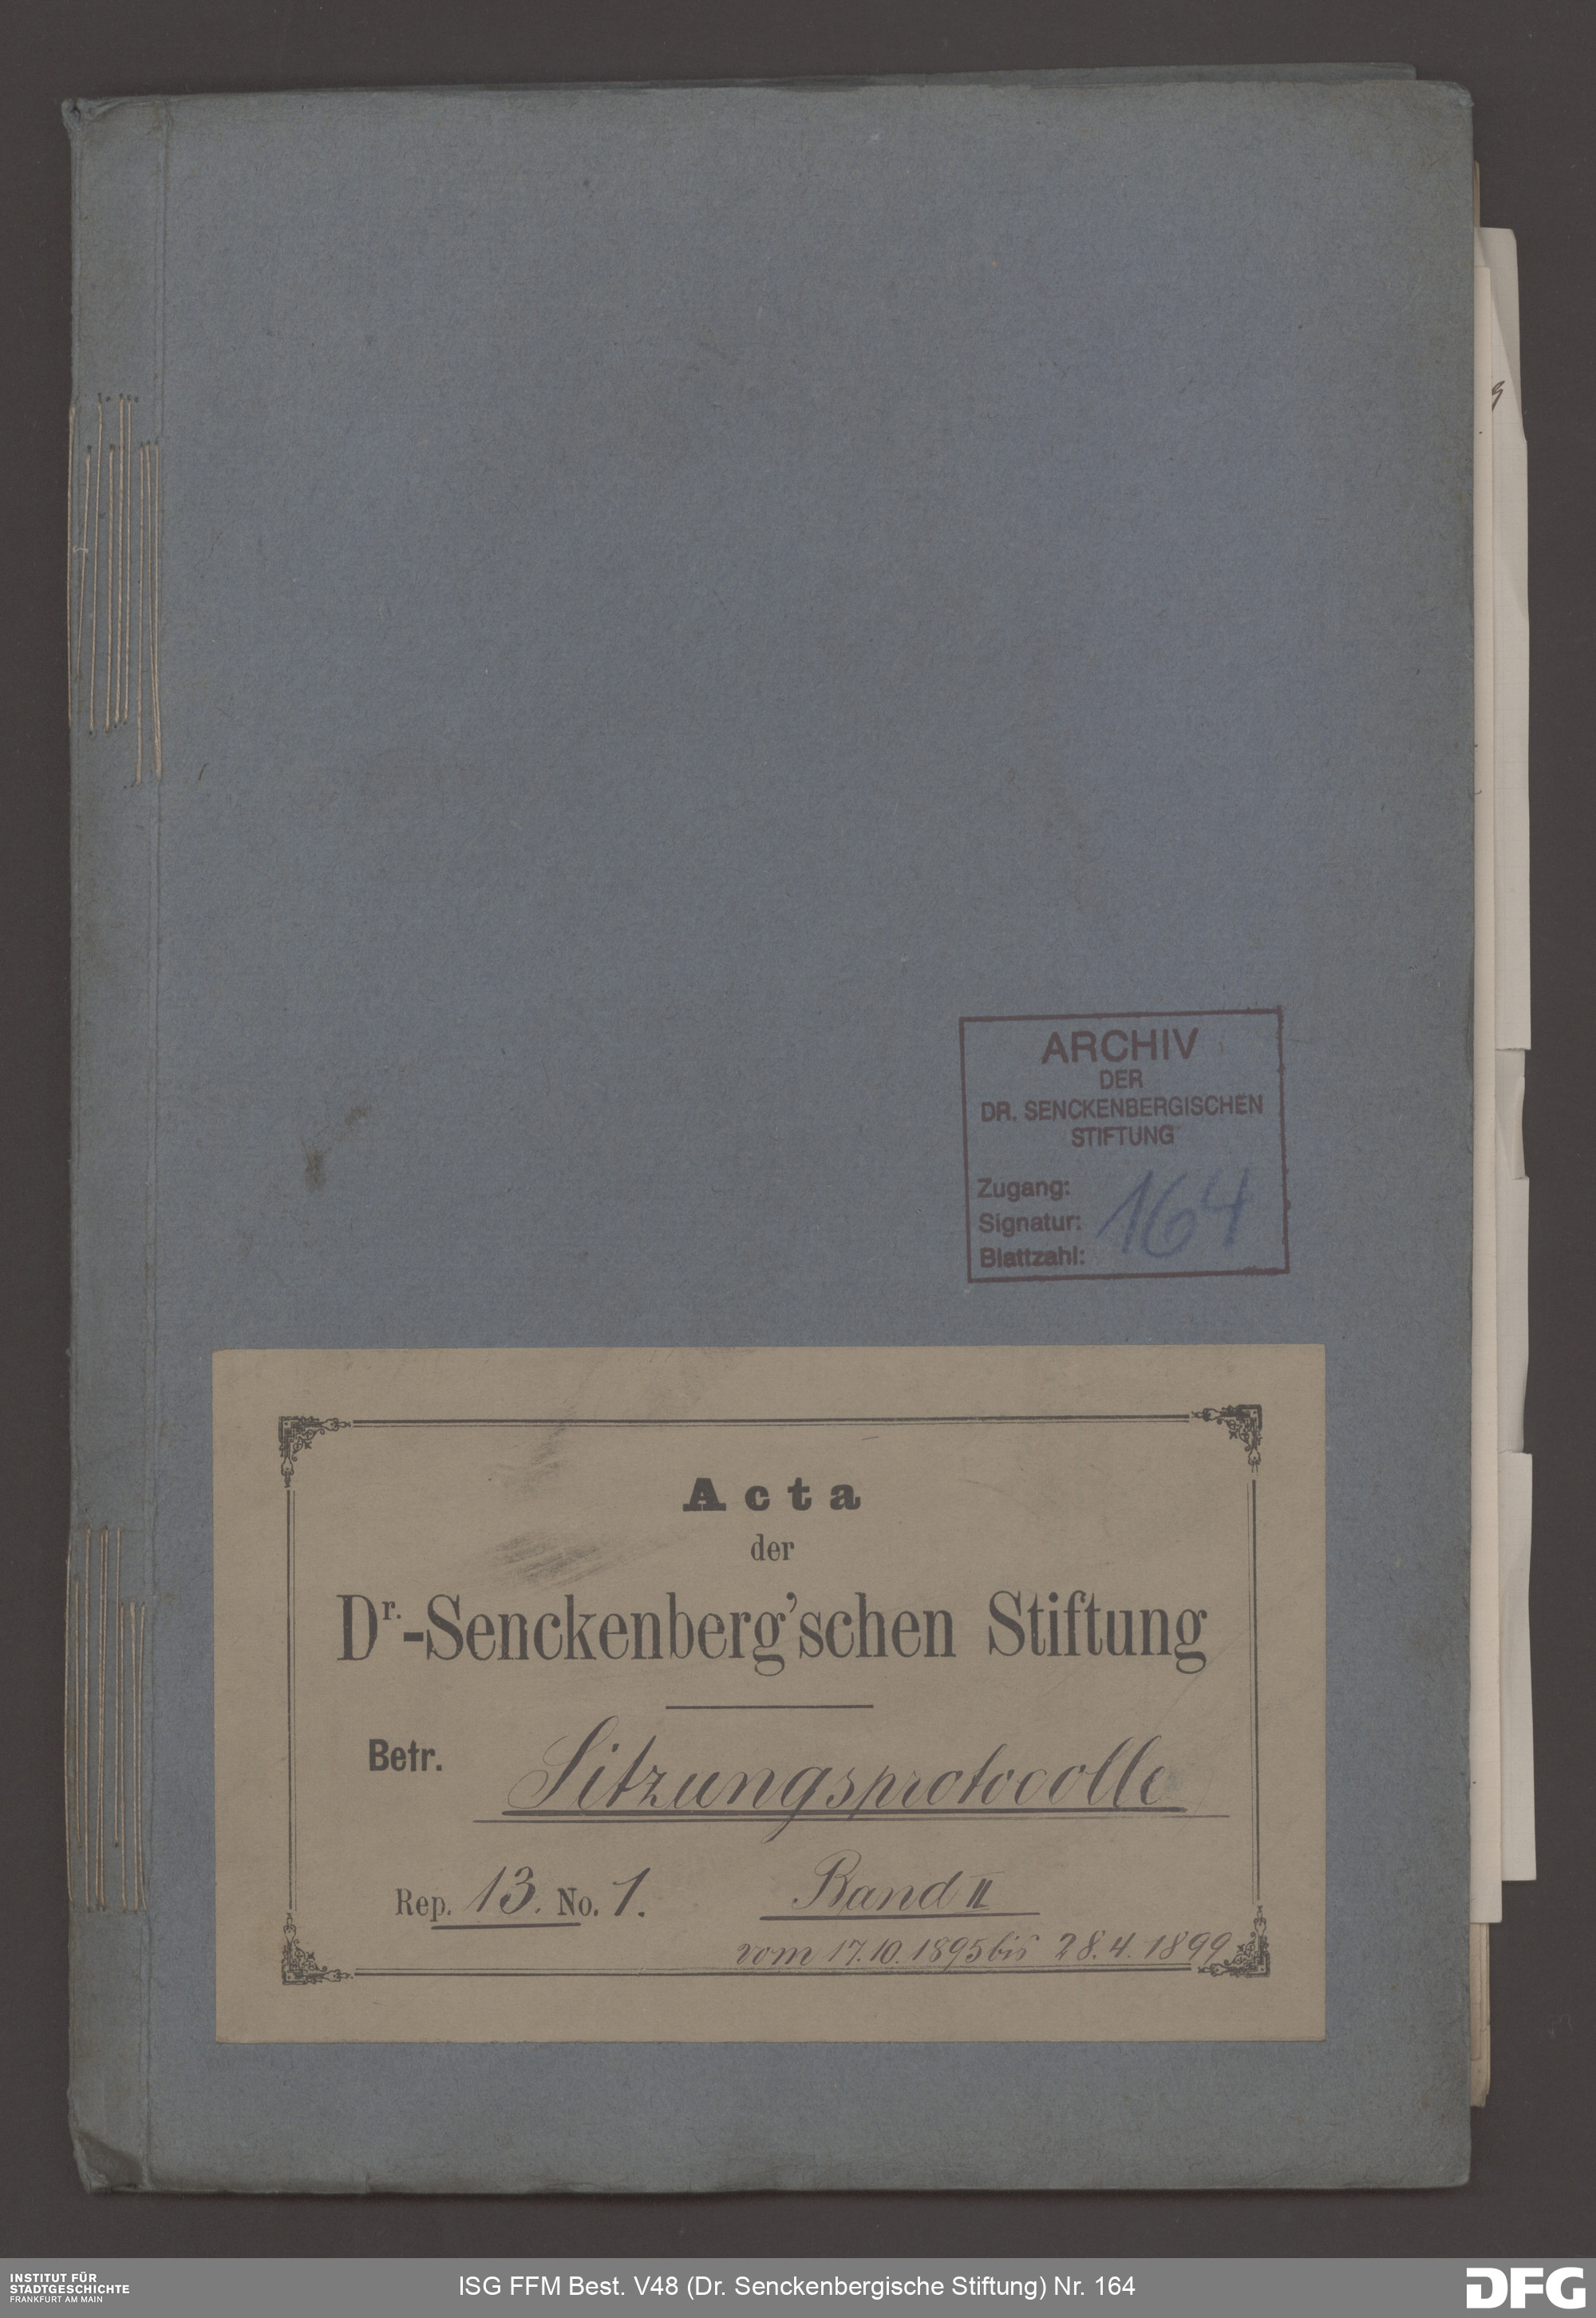 ARCHIV
DER
DR. SENCKENBERGISCHEN
STIFTUNG
Zugang:
Signatur: 164
Blattzahl:
Acta
der
Dr.-Senckenberg'schen Stiftung
Betr. Sitzungsprotocolle
Rep. 13. No. 1. Band II
vom 17.10.1895 bis 28.4.1899
INSTITUT FÜR
STADTGESCHICHTE
FRANKFURT AM MAIN
ISG FFM Best. V48 (Dr. Senckenbergische Stiftung) Nr. 164
DFG